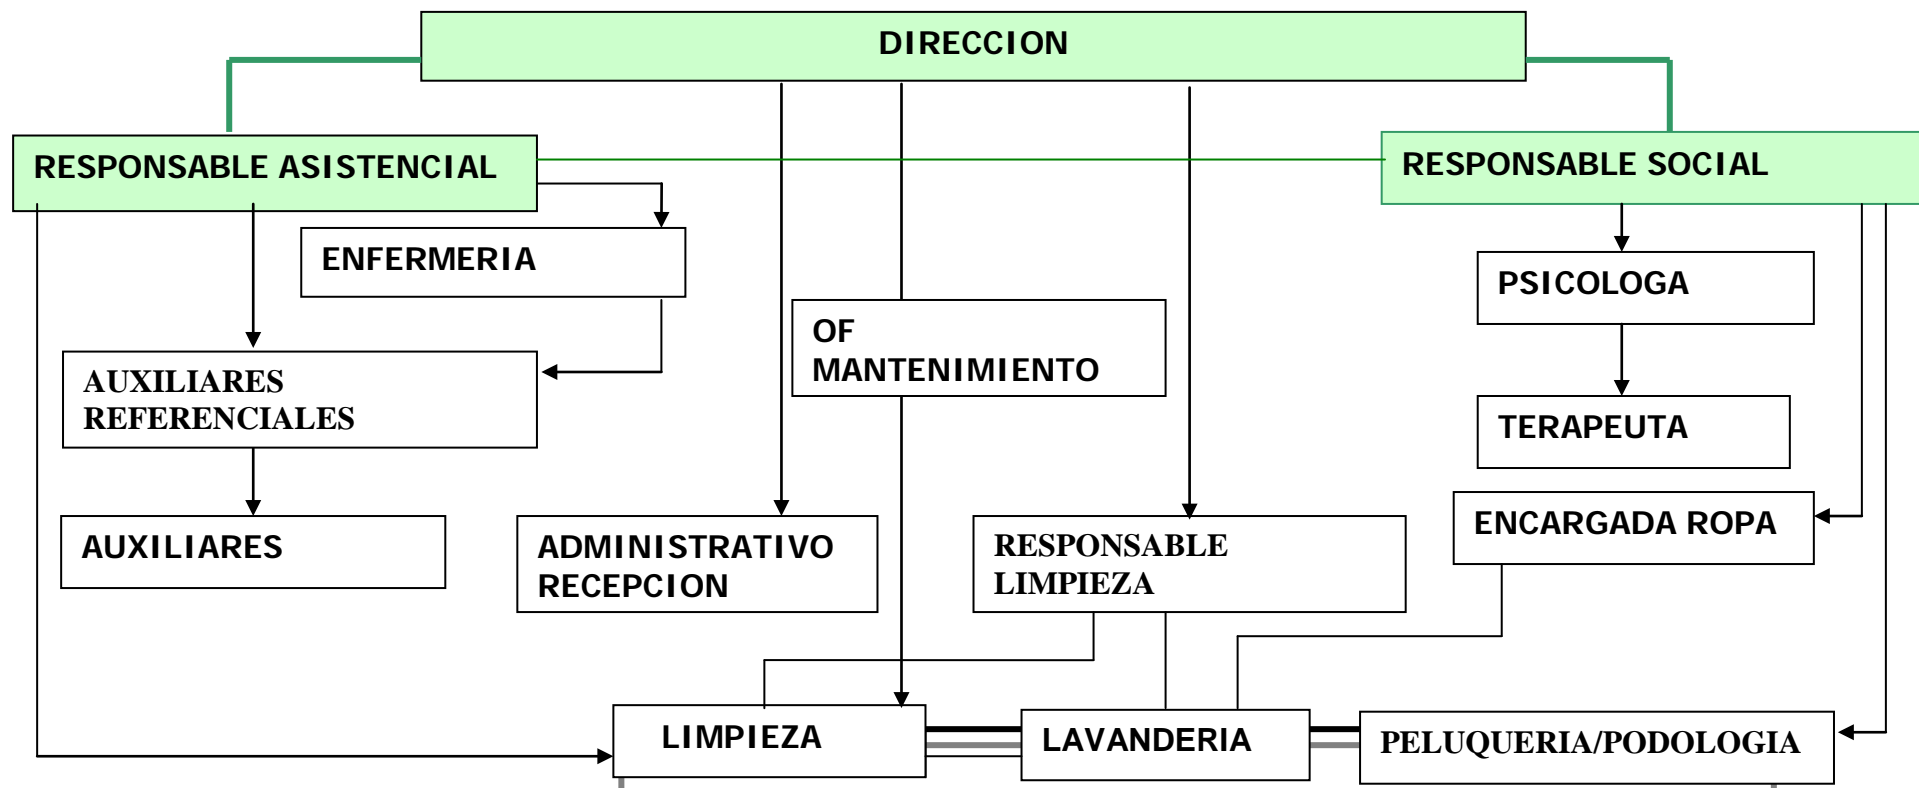 DIRECCION
RESPONSABLE ASISTENCIAL
RESPONSABLE SOCIAL
ENFERMERIA
PSICOLOGA
OF
MANTENIMIENTO
AUXILIARES
REFERENCIALES
TERAPEUTA
ENCARGADA ROPA
AUXILIARES
ADMINISTRATIVO
RECEPCION
RESPONSABLE
LIMPIEZA
LIMPIEZA
LAVANDERIA
PELUQUERIA/PODOLOGIA